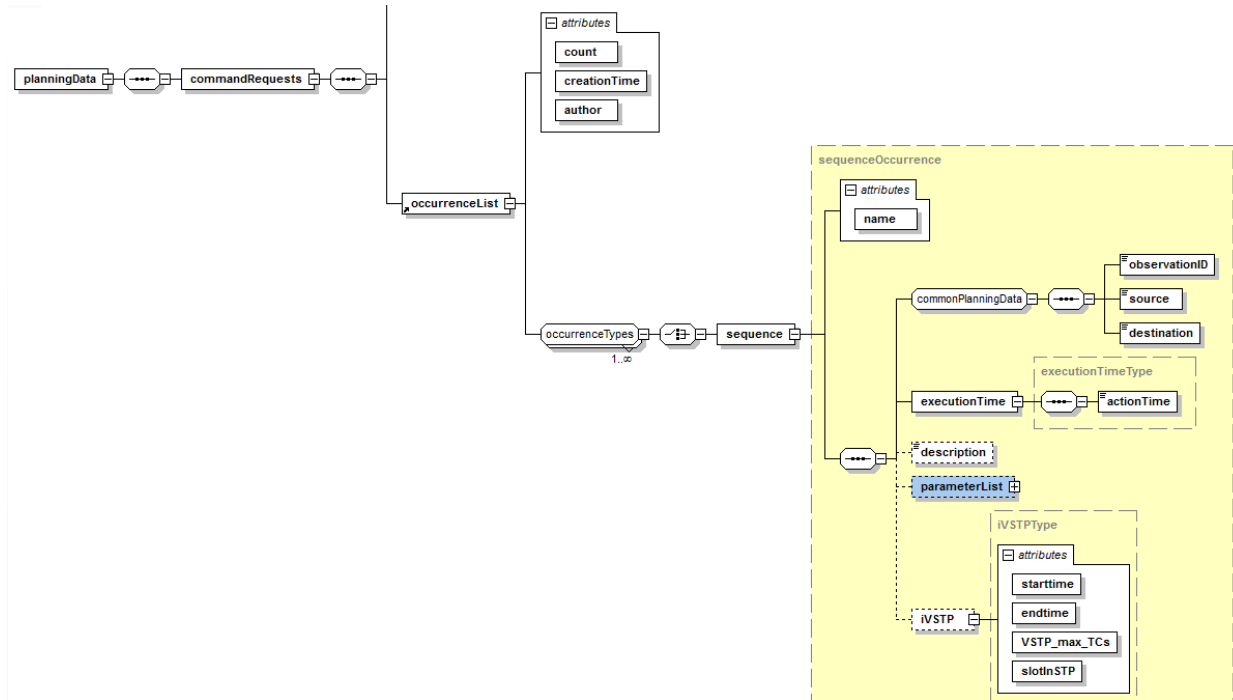 attributes
count
creationTime
author
planningData
commandRequests
occurrenceList
sequenceOccurrence
attributes
name
commonPlanningData
observationID
source
destination
occurrenceTypes
1..∞
sequence
executionTimeType
executionTime
actionTime
description
parameterList
iVSTPType
attributes
starttime
endtime
VSTP_max_TCs
slotInSTP
iVSTP